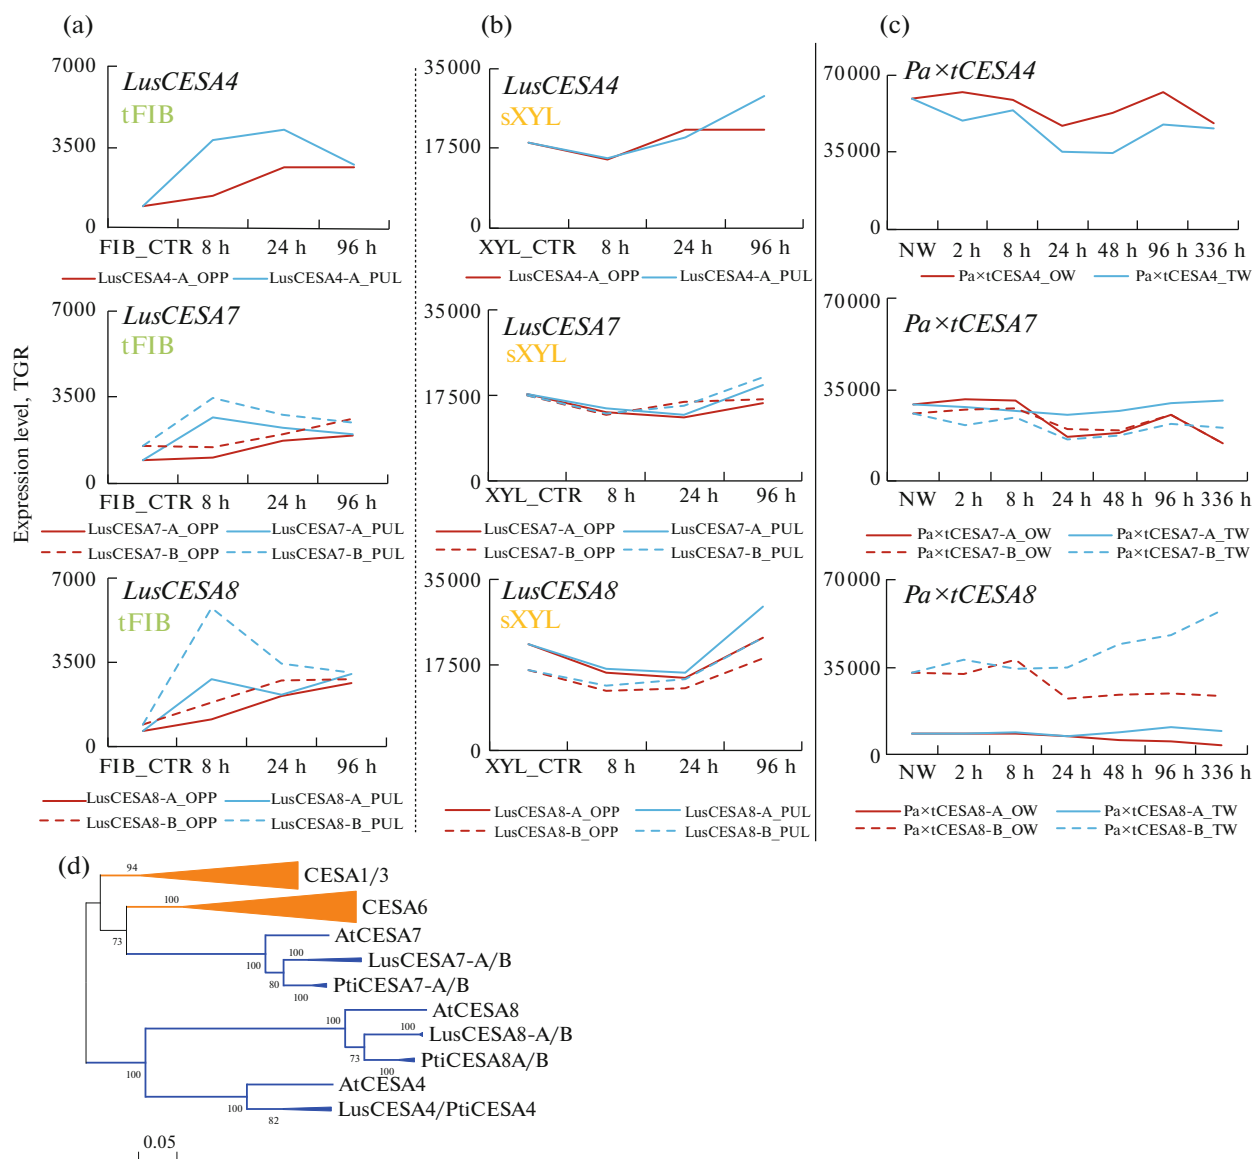 (a)
(b)
(c)
Expression level, TGR
7000
3500
0
LusCESA4
tFIB
FIB_CTR 8 h 24 h 96 h
LusCESA4-A_OPP LusCESA4-A_PUL
35000
17500
0
LusCESA4
sXYL
XYL_CTR 8 h 24 h 96 h
LusCESA4-A_OPP LusCESA4-A_PUL
70000
35000
0
Pa×tCESA4
NW 2 h 8 h 24 h 48 h 96 h 336 h
Pa×tCESA4_OW Pa×tCESA4_TW
7000
3500
0
LusCESA7
tFIB
FIB_CTR 8 h 24 h 96 h
LusCESA7-A_OPP LusCESA7-A_PUL
LusCESA7-B_OPP LusCESA7-B_PUL
35000
17500
0
LusCESA7
sXYL
XYL_CTR 8 h 24 h 96 h
LusCESA7-A_OPP LusCESA7-A_PUL
LusCESA7-B_OPP LusCESA7-B_PUL
70000
35000
0
Pa×tCESA7
NW 2 h 8 h 24 h 48 h 96 h 336 h
Pa×tCESA7-A_OW Pa×tCESA7-A_TW
Pa×tCESA7-B_OW Pa×tCESA7-B_TW
7000
3500
0
LusCESA8
tFIB
FIB_CTR 8 h 24 h 96 h
LusCESA8-A_OPP LusCESA8-A_PUL
LusCESA8-B_OPP LusCESA8-B_PUL
35000
17500
0
LusCESA8
sXYL
XYL_CTR 8 h 24 h 96 h
LusCESA8-A_OPP LusCESA8-A_PUL
LusCESA8-B_OPP LusCESA8-B_PUL
70000
35000
0
Pa×tCESA8
NW 2 h 8 h 24 h 48 h 96 h 336 h
Pa×tCESA8-A_OW Pa×tCESA8-A_TW
Pa×tCESA8-B_OW Pa×tCESA8-B_TW
(d)
94
CESA1/3
100
CESA6
73
AtCESA7
100
100
LusCESA7-A/B
80
PtiCESA7-A/B
100
AtCESA8
100
100
LusCESA8-A/B
73
PtiCESA8A/B
100
100
AtCESA4
100
LusCESA4/PtiCESA4
82
0.05